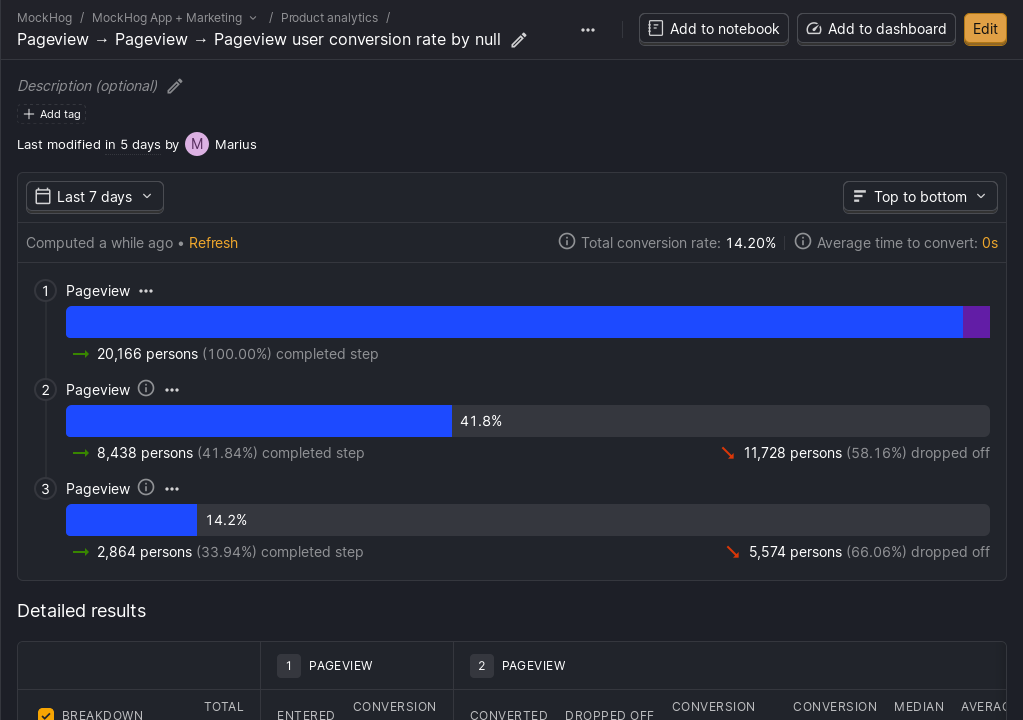 MockHog / MockHog App + Marketing / Product analytics /
Pageview → Pageview → Pageview user conversion rate by null
Add to notebook
Add to dashboard
Edit
Description (optional)
Add tag
Last modified in 5 days by M Marius
Last 7 days
Top to bottom
Computed a while ago • Refresh
Total conversion rate: 14.20%
Average time to convert: 0s
1 Pageview
20,166 persons (100.00%) completed step
2 Pageview
41.8%
8,438 persons (41.84%) completed step
11,728 persons (58.16%) dropped off
3 Pageview
14.2%
2,864 persons (33.94%) completed step
5,574 persons (66.06%) dropped off
Detailed results
1 PAGEVIEW
2 PAGEVIEW
TOTAL
CONVERSION
CONVERSION
CONVERSION
MEDIAN
BREAKDOWN
ENTERED
CONVERTED
DROPPED OFF